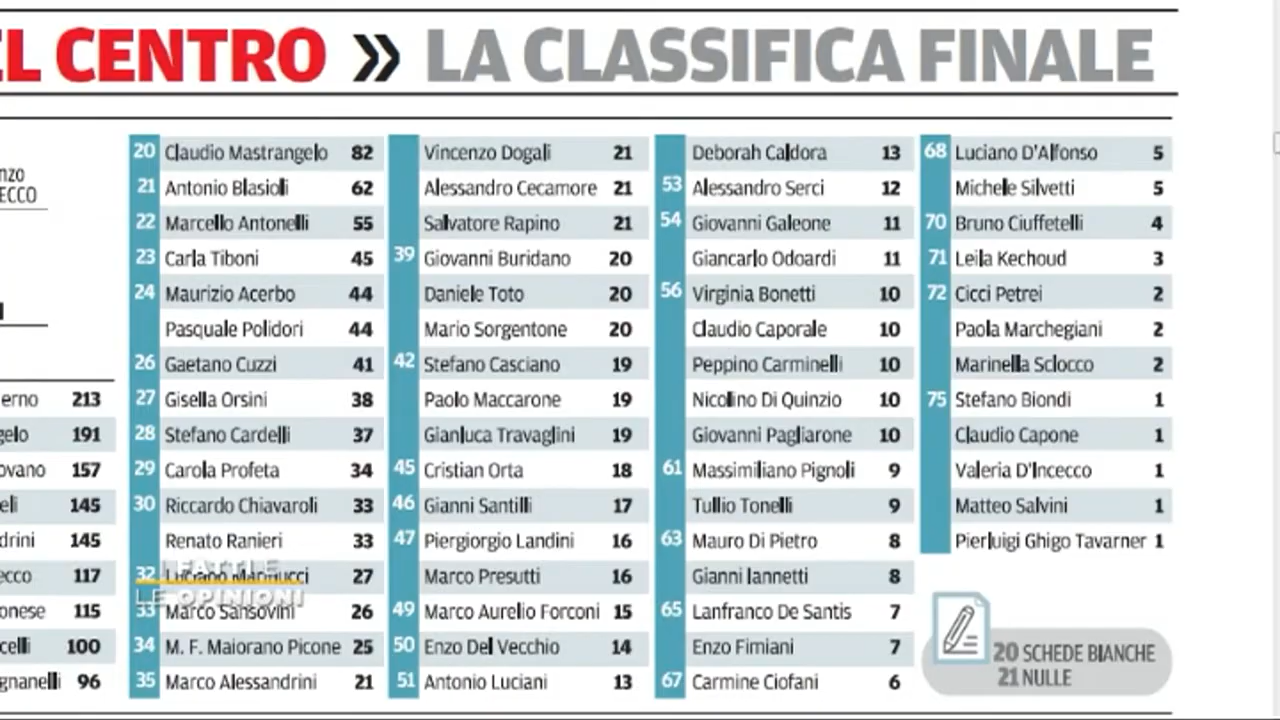 EL CENTRO » LA CLASSIFICA FINALE
nzo
ECCO
erno 213
gelo 191
ovano 157
eli 145
drini 145
ecco 117
onese 115
celli 100
gnanelli 96
20 Claudio Mastrangelo 82
21 Antonio Blasioli 62
22 Marcello Antonelli 55
23 Carla Tiboni 45
24 Maurizio Acerbo 44
Pasquale Polidori 44
26 Gaetano Cuzzi 41
27 Gisella Orsini 38
28 Stefano Cardelli 37
29 Carola Profeta 34
30 Riccardo Chiavaroli 33
Renato Ranieri 33
32 Luciano 27
33 Marco Sansovini 26
34 M. F. Maiorano Picone 25
35 Marco Alessandrini 21
I FATTI E
LE OPINIONI
Vincenzo Dogali 21
Alessandro Cecamore 21
Salvatore Rapino 21
39 Giovanni Buridano 20
Daniele Toto 20
Mario Sorgentone 20
42 Stefano Casciano 19
Paolo Maccarone 19
Gianluca Travaglini 19
45 Cristian Orta 18
46 Gianni Santilli 17
47 Piergiorgio Landini 16
Marco Presutti 16
49 Marco Aurelio Forconi 15
50 Enzo Del Vecchio 14
51 Antonio Luciani 13
Deborah Caldora 13
53 Alessandro Serci 12
54 Giovanni Galeone 11
Giancarlo Odoardi 11
56 Virginia Bonetti 10
Claudio Caporale 10
Peppino Carminelli 10
Nicolino Di Quinzio 10
Giovanni Pagliarone 10
61 Massimiliano Pignoli 9
Tullio Tonelli 9
63 Mauro Di Pietro 8
Gianni Iannetti 8
65 Lanfranco De Santis 7
Enzo Fimiani 7
67 Carmine Ciofani 6
68 Luciano D'Alfonso 5
Michele Silvetti 5
70 Bruno Ciuffetelli 4
71 Leila Kechoud 3
72 Cicci Petrei 2
Paola Marchegiani 2
Marinella Sclocco 2
75 Stefano Biondi 1
Claudio Capone 1
Valeria D'Incecco 1
Matteo Salvini 1
Pierluigi Ghigo Tavarner 1
20 SCHEDE BIANCHE
21 NULLE